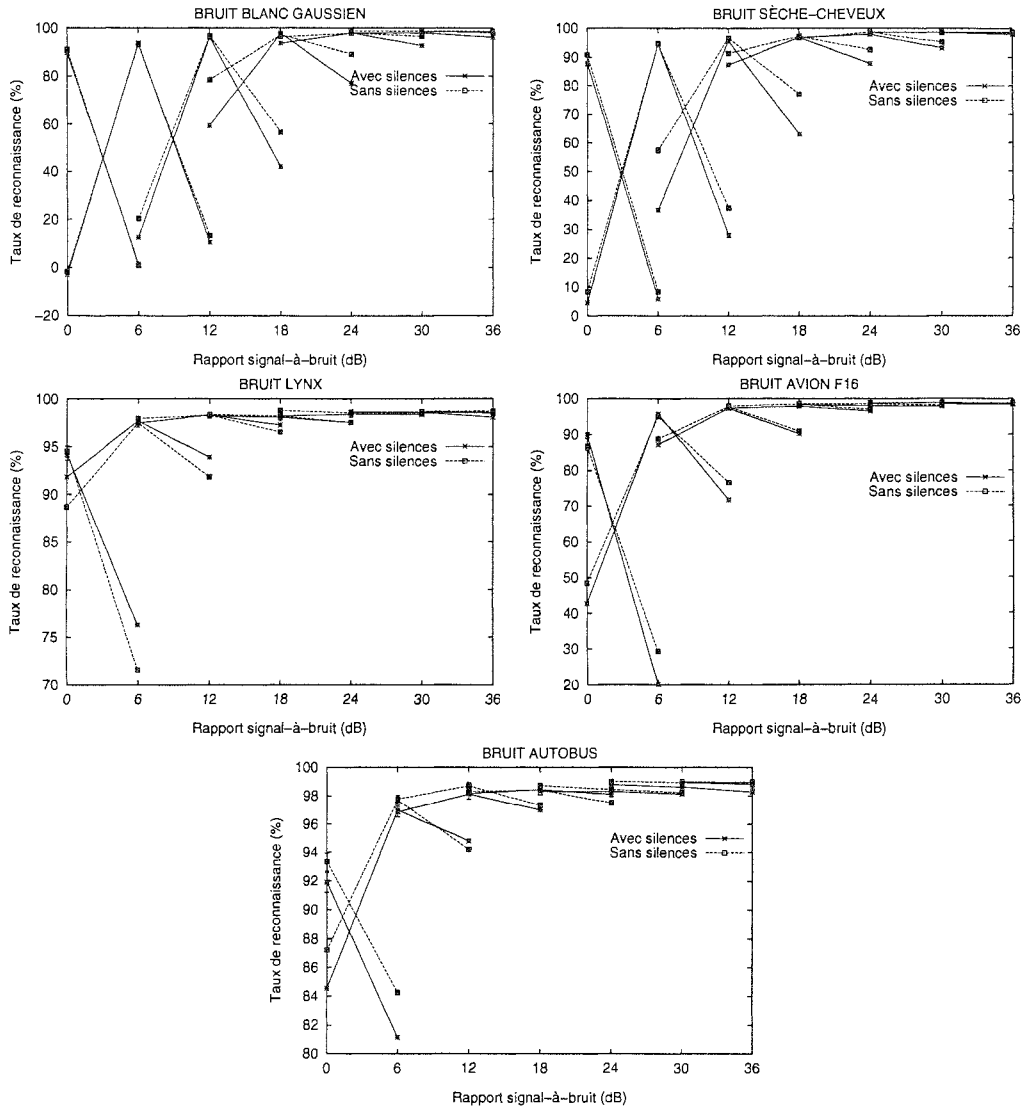 BRUIT BLANC GAUSSIEN
Taux de reconnaissance (%)
100
80
60
40
20
0
−20
Avec silences
Sans silences
0 6 12 18 24 30 36
Rapport signal−à−bruit (dB)
BRUIT SÈCHE−CHEVEUX
Taux de reconnaissance (%)
100
90
80
70
60
50
40
30
20
10
0
Avec silences
Sans silences
0 6 12 18 24 30 36
Rapport signal−à−bruit (dB)
BRUIT LYNX
Taux de reconnaissance (%)
100
95
90
85
80
75
70
Avec silences
Sans silences
0 6 12 18 24 30 36
Rapport signal−à−bruit (dB)
BRUIT AVION F16
Taux de reconnaissance (%)
100
90
80
70
60
50
40
30
20
Avec silences
Sans silences
0 6 12 18 24 30 36
Rapport signal−à−bruit (dB)
BRUIT AUTOBUS
Taux de reconnaissance (%)
100
98
96
94
92
90
88
86
84
82
80
Avec silences
Sans silences
0 6 12 18 24 30 36
Rapport signal−à−bruit (dB)